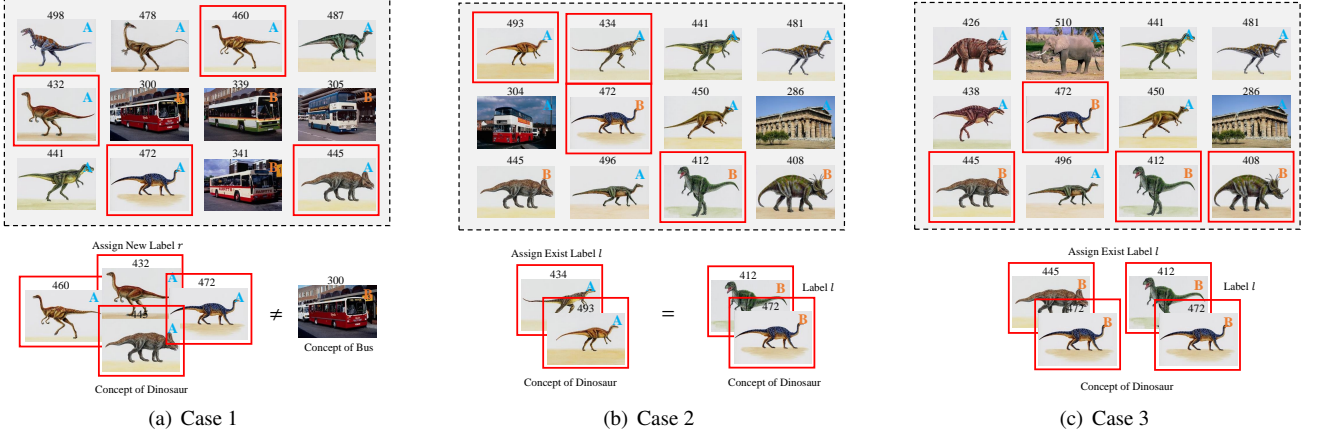 498 478 460 487
A A A A
432 300 339 305
A B B B
441 472 341 445
A A B A
Assign New Label r
432
460 A 472
A A
445
A
≠
300
B
Concept of Bus
Concept of Dinosaur
(a) Case 1
493 434 441 481
A A A A
304 472 450 286
A B A A
445 496 412 408
B A B B
Assign Exist Label l
434
A
493
A
=
412
B
Label l
472
B
Concept of Dinosaur Concept of Dinosaur
(b) Case 2
426 510 441 481
A A A A
438 472 450 286
A B A A
445 496 412 408
B A B B
Assign Exist Label l
445 412
B B
Label l
472 472
B B
Concept of Dinosaur
(c) Case 3